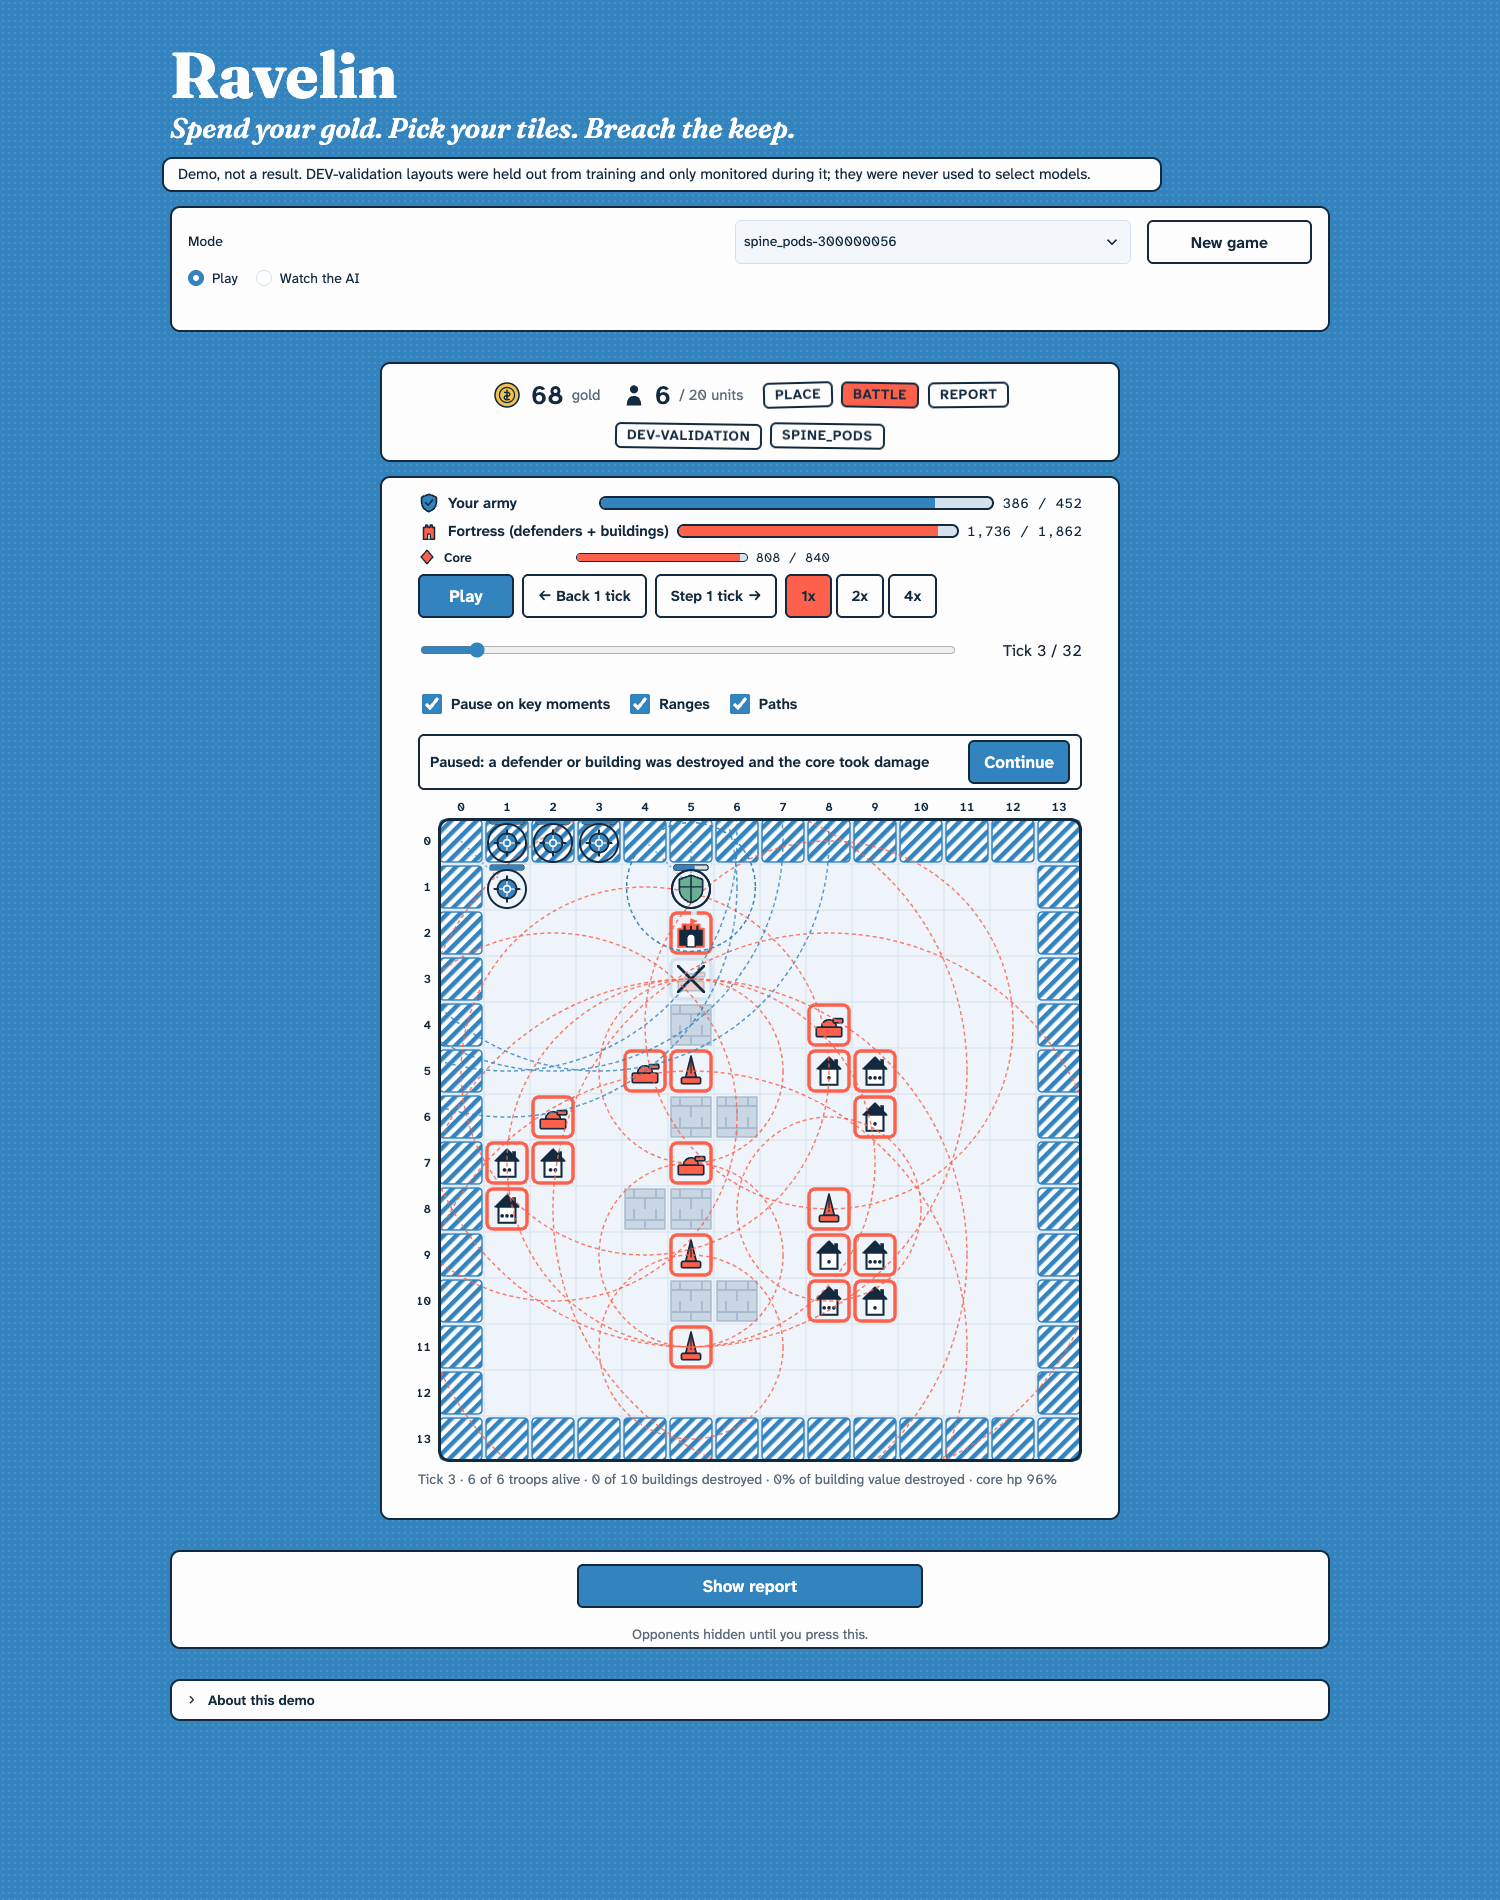 Ravelin
Spend your gold. Pick your tiles. Breach the keep.
Demo, not a result. DEV-validation layouts were held out from training and only monitored during it; they were never used to select models.
Mode
spine_pods-300000056
New game
Play
Watch the AI
68 gold
6 / 20 units
PLACE
BATTLE
REPORT
DEV-VALIDATION
SPINE_PODS
Your army
386 / 452
Fortress (defenders + buildings)
1,736 / 1,862
Core
808 / 840
Play
← Back 1 tick
Step 1 tick →
1x
2x
4x
Tick 3 / 32
Pause on key moments
Ranges
Paths
Paused: a defender or building was destroyed and the core took damage
Continue
0 1 2 3 4 5 6 7 8 9 10 11 12 13
0
1
2
3
4
5
6
7
8
9
10
11
12
13
Tick 3 · 6 of 6 troops alive · 0 of 10 buildings destroyed · 0% of building value destroyed · core hp 96%
Show report
Opponents hidden until you press this.
About this demo